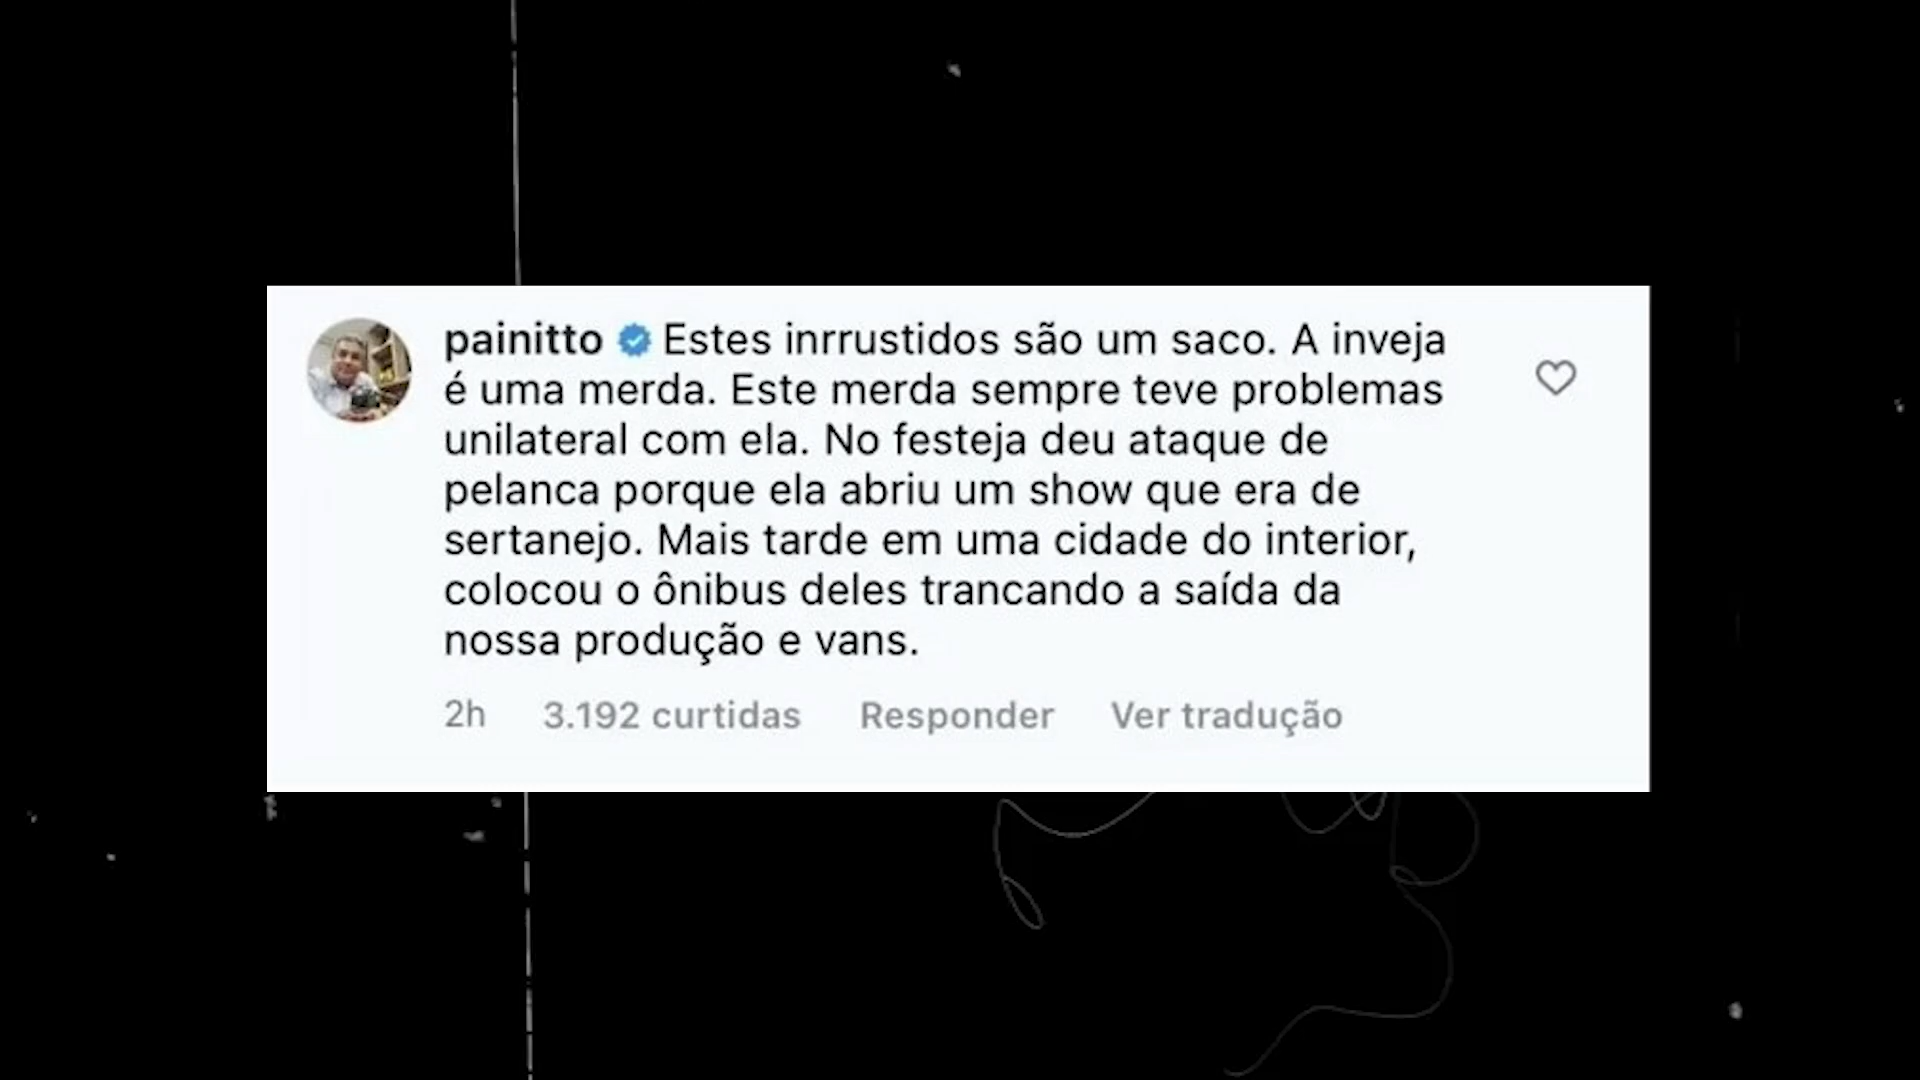 painitto Estes inrrustidos são um saco. A inveja
é uma merda. Este merda sempre teve problemas
unilateral com ela. No festeja deu ataque de
pelanca porque ela abriu um show que era de
sertanejo. Mais tarde em uma cidade do interior,
colocou o ônibus deles trancando a saída da
nossa produção e vans.
2h 3.192 curtidas Responder Ver tradução